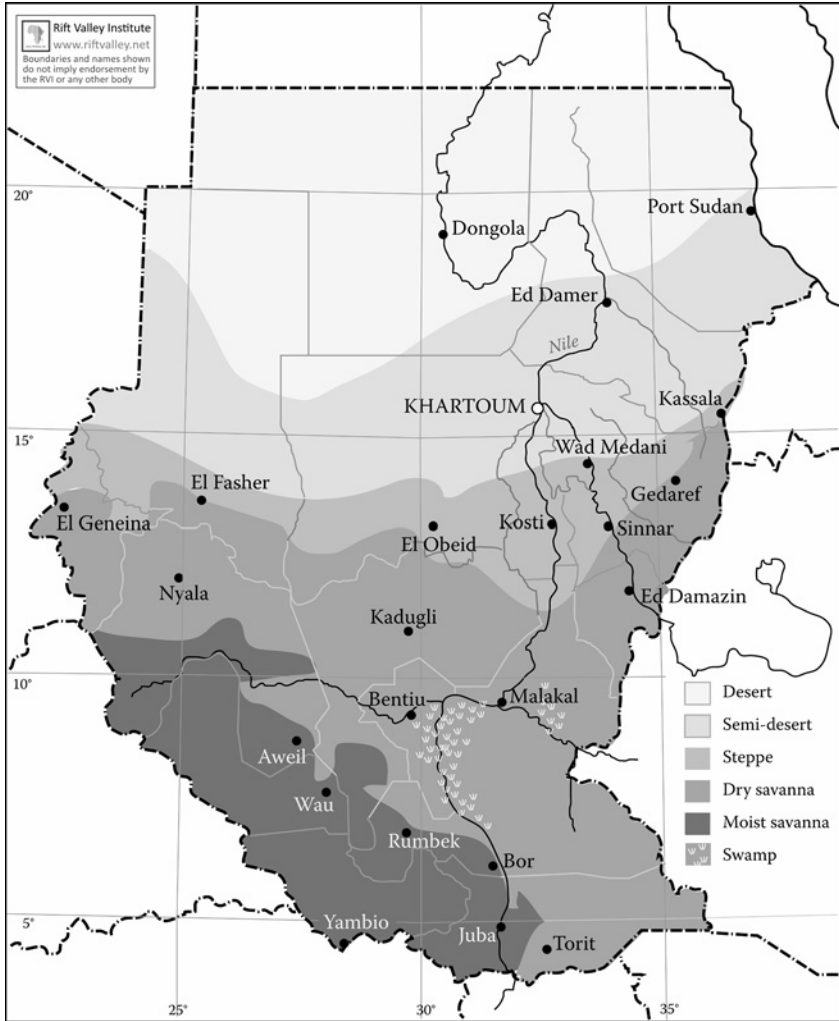 Rift Valley Institute
www.riftvalley.net
Boundaries and names shown
do not imply endorsement by
the RVI or any other body
20°
Port Sudan
Dongola
Ed Damer
Nile
Kassala
KHARTOUM
15°
Wad Medani
El Fasher
Gedaref
El Geneina
Kosti
Sinnar
El Obeid
Nyala
Ed Damazin
Kadugli
10°
Bentiu
Malakal
Desert
Semi-desert
Aweil
Steppe
Wau
Dry savanna
Moist savanna
Rumbek
Swamp
Bor
5°
Yambio
Juba
Torit
25°
30°
35°